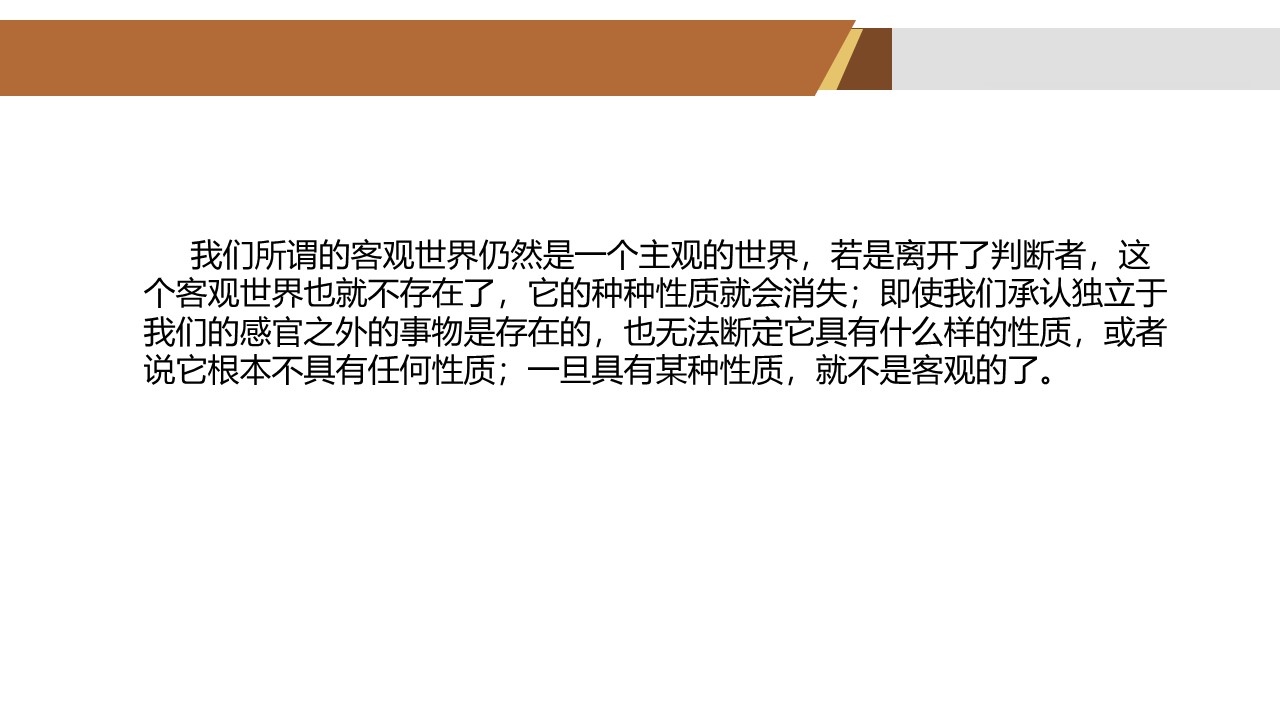 我们所谓的客观世界仍然是一个主观的世界，若是离开了判断者，这
个客观世界也就不存在了，它的种种性质就会消失；即使我们承认独立于
我们的感官之外的事物是存在的，也无法断定它具有什么样的性质，或者
说它根本不具有任何性质；一旦具有某种性质，就不是客观的了。